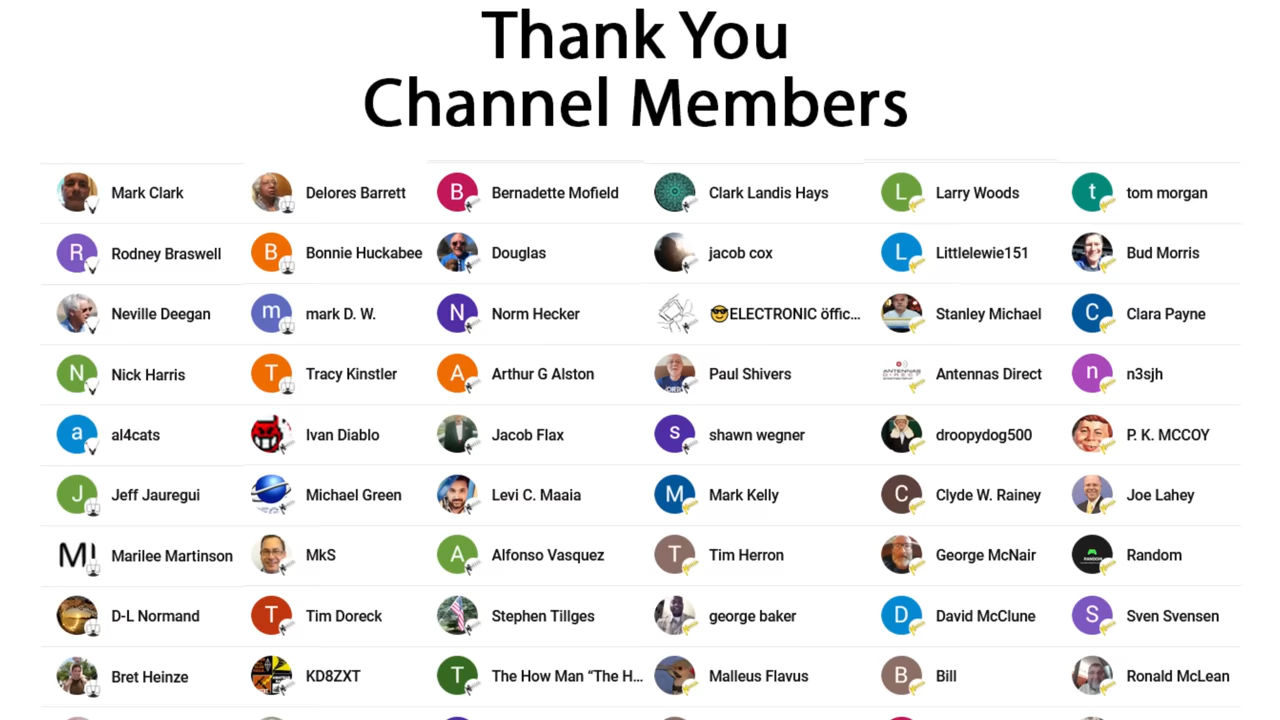 Thank You
Channel Members
Mark Clark
Delores Barrett
B Bernadette Mofield
Clark Landis Hays
L Larry Woods
t tom morgan
R Rodney Braswell
B Bonnie Huckabee
Douglas
jacob cox
L Littlelewie151
Bud Morris
Neville Deegan
m mark D. W.
N Norm Hecker
😎ELECTRONIC öffic...
Stanley Michael
C Clara Payne
N Nick Harris
T Tracy Kinstler
A Arthur G Alston
Paul Shivers
ANTENNAS DIRECT Antennas Direct
n n3sjh
a al4cats
Ivan Diablo
Jacob Flax
s shawn wegner
droopydog500
P. K. MCCOY
J Jeff Jauregui
Michael Green
Levi C. Maaia
M Mark Kelly
C Clyde W. Rainey
Joe Lahey
Marilee Martinson
MkS
A Alfonso Vasquez
T Tim Herron
George McNair
RANDOM Random
D-L Normand
T Tim Doreck
Stephen Tillges
george baker
D David McClune
S Sven Svensen
Bret Heinze
KD8ZXT
T The How Man “The H...
Malleus Flavus
B Bill
Ronald McLean